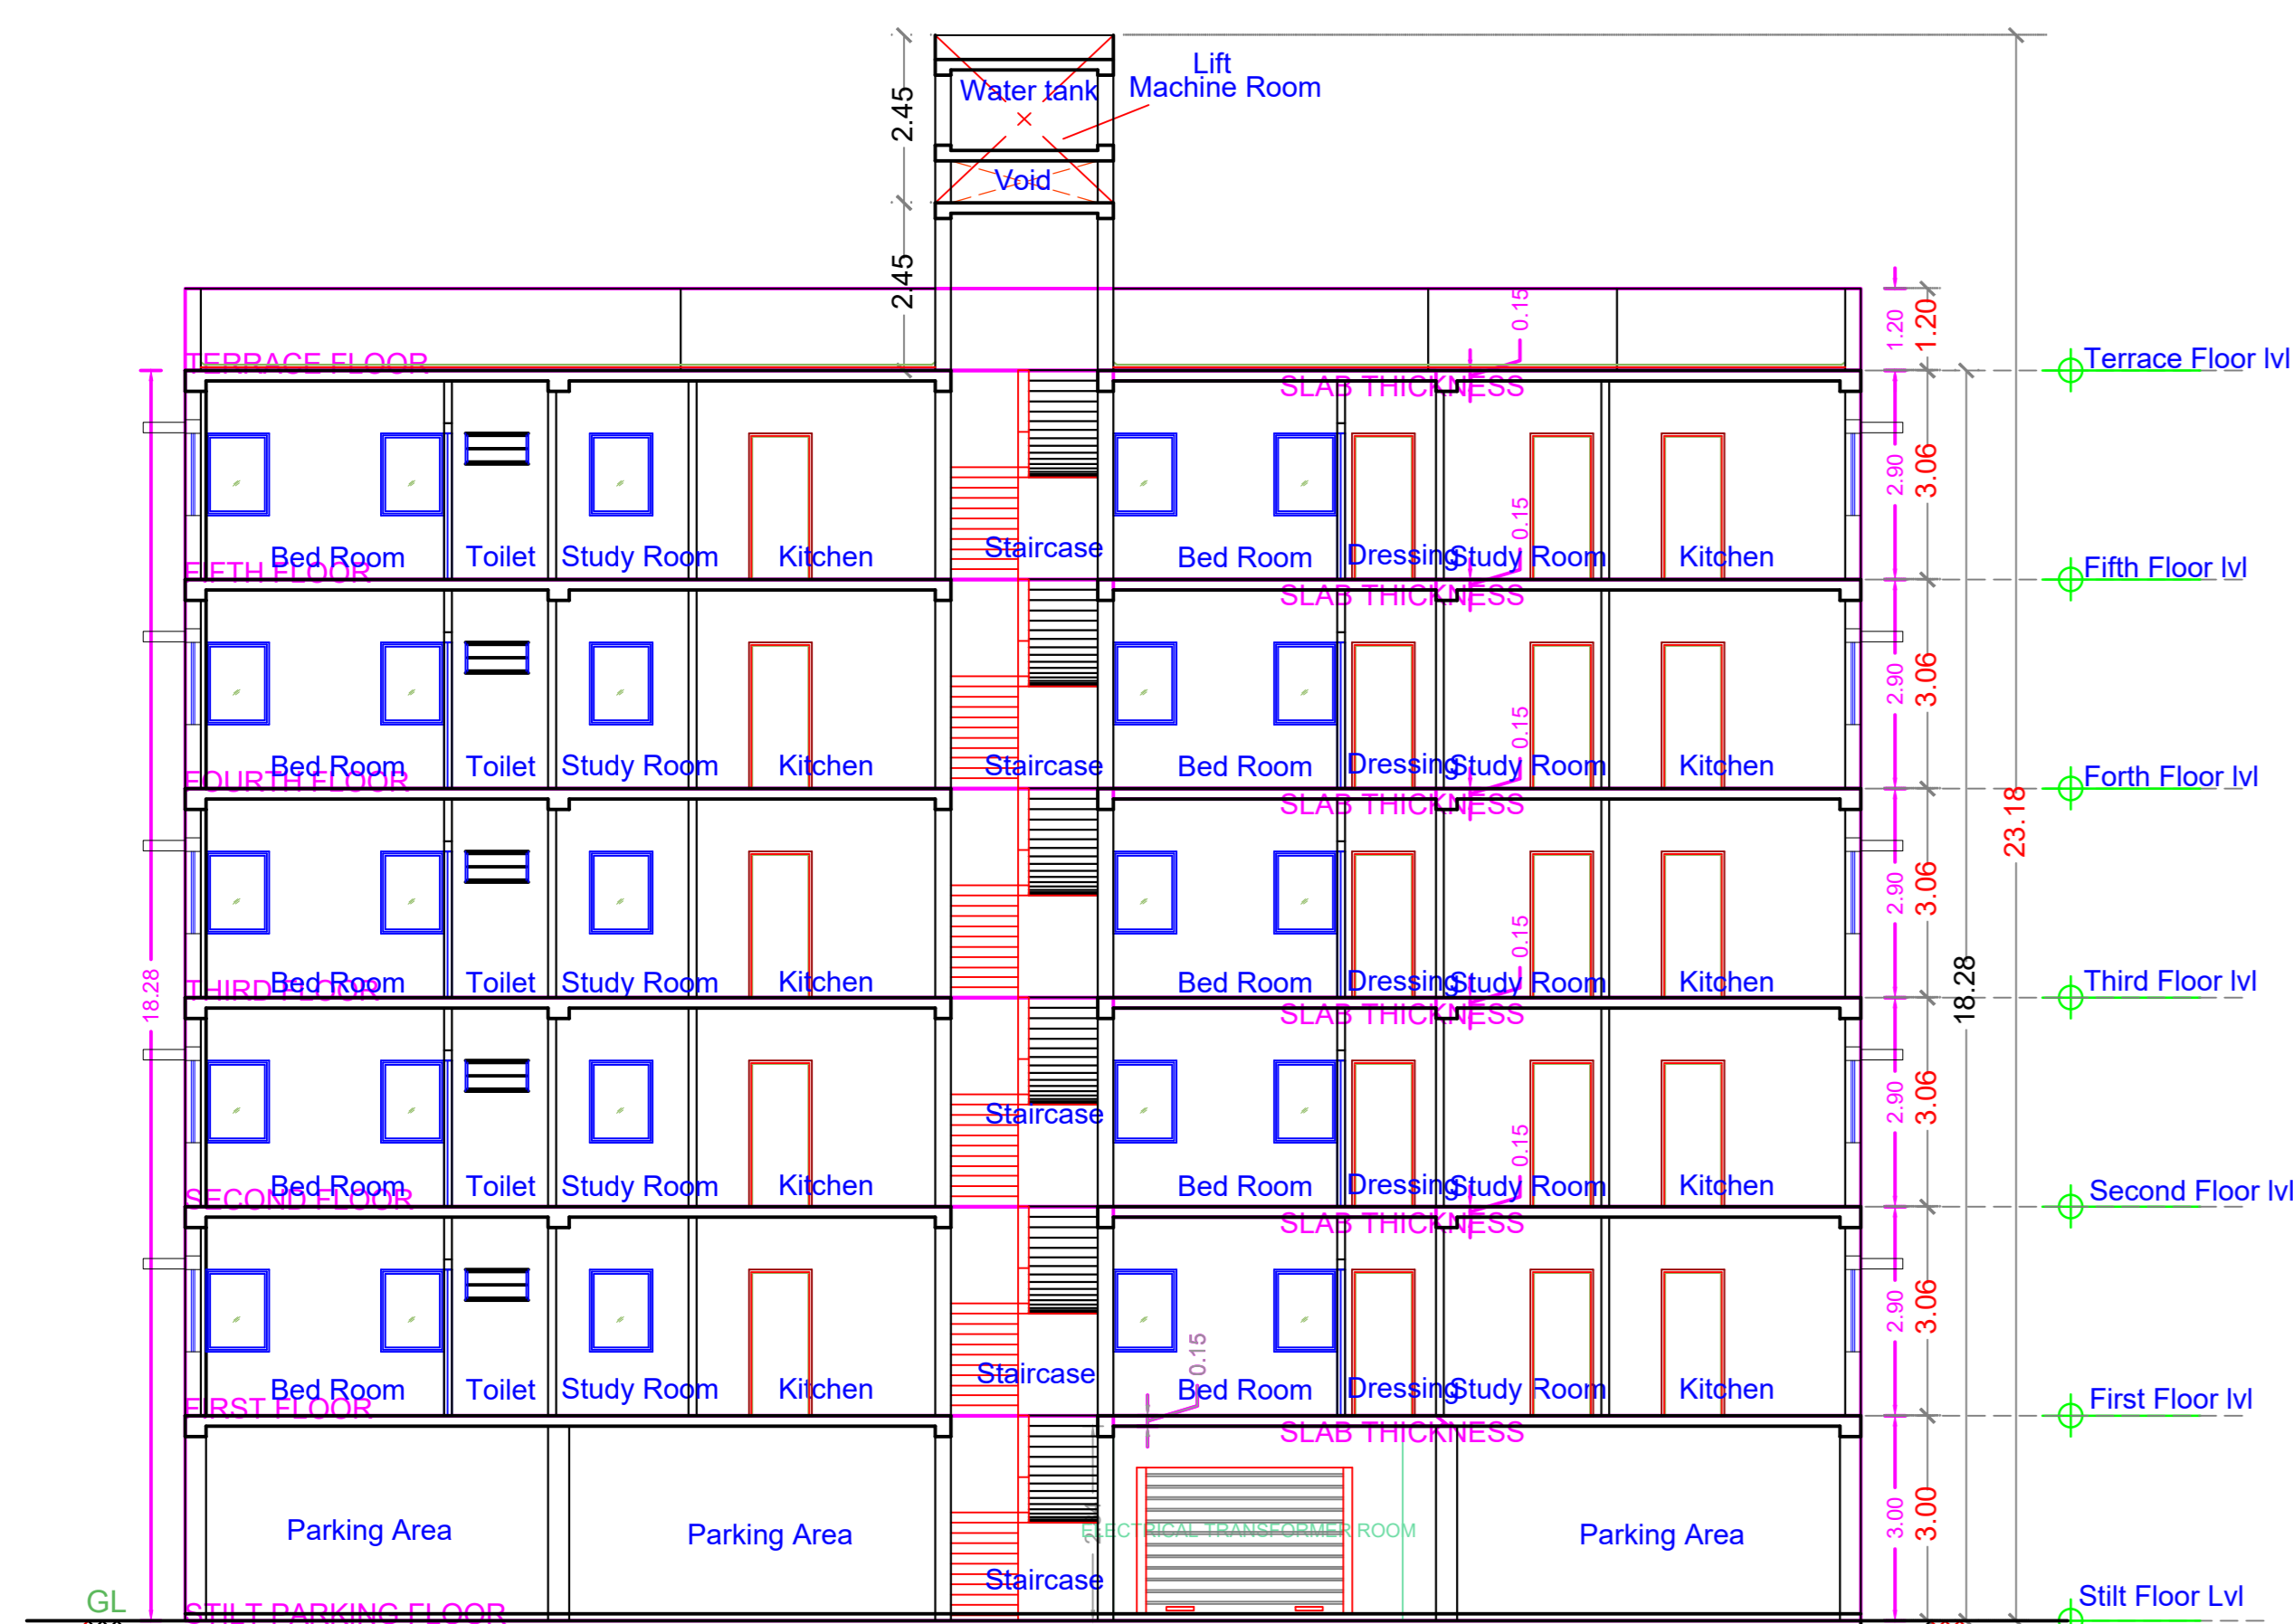 Lift
Machine Room
Water tank
2.45
Void
2.45
0.15
1.20
1.20
TERRACE FLOOR
Terrace Floor lvl
SLAB THICKNESS
2.90
3.06
0.15
Bed Room
Toilet
Study Room
Kitchen
Staircase
Bed Room
Dressing
Study Room
Kitchen
FIFTH FLOOR
Fifth Floor lvl
SLAB THICKNESS
2.90
3.06
0.15
Bed Room
Toilet
Study Room
Kitchen
Staircase
Bed Room
Dressing
Study Room
Kitchen
FOURTH FLOOR
Forth Floor lvl
SLAB THICKNESS
23.18
2.90
3.06
0.15
Bed Room
Toilet
Study Room
Kitchen
Bed Room
Dressing
Study Room
Kitchen
THIRD FLOOR
Third Floor lvl
18.28
18.28
SLAB THICKNESS
2.90
3.06
Staircase
0.15
Bed Room
Toilet
Study Room
Kitchen
Bed Room
Dressing
Study Room
Kitchen
SECOND FLOOR
Second Floor lvl
SLAB THICKNESS
2.90
3.06
0.15
Staircase
Bed Room
Toilet
Study Room
Kitchen
Bed Room
Dressing
Study Room
Kitchen
FIRST FLOOR
First Floor lvl
SLAB THICKNESS
3.00
3.00
Parking Area
Parking Area
ELECTRICAL TRANSFORMER ROOM
Parking Area
Staircase
GL
STILT PARKING FLOOR
Stilt Floor Lvl